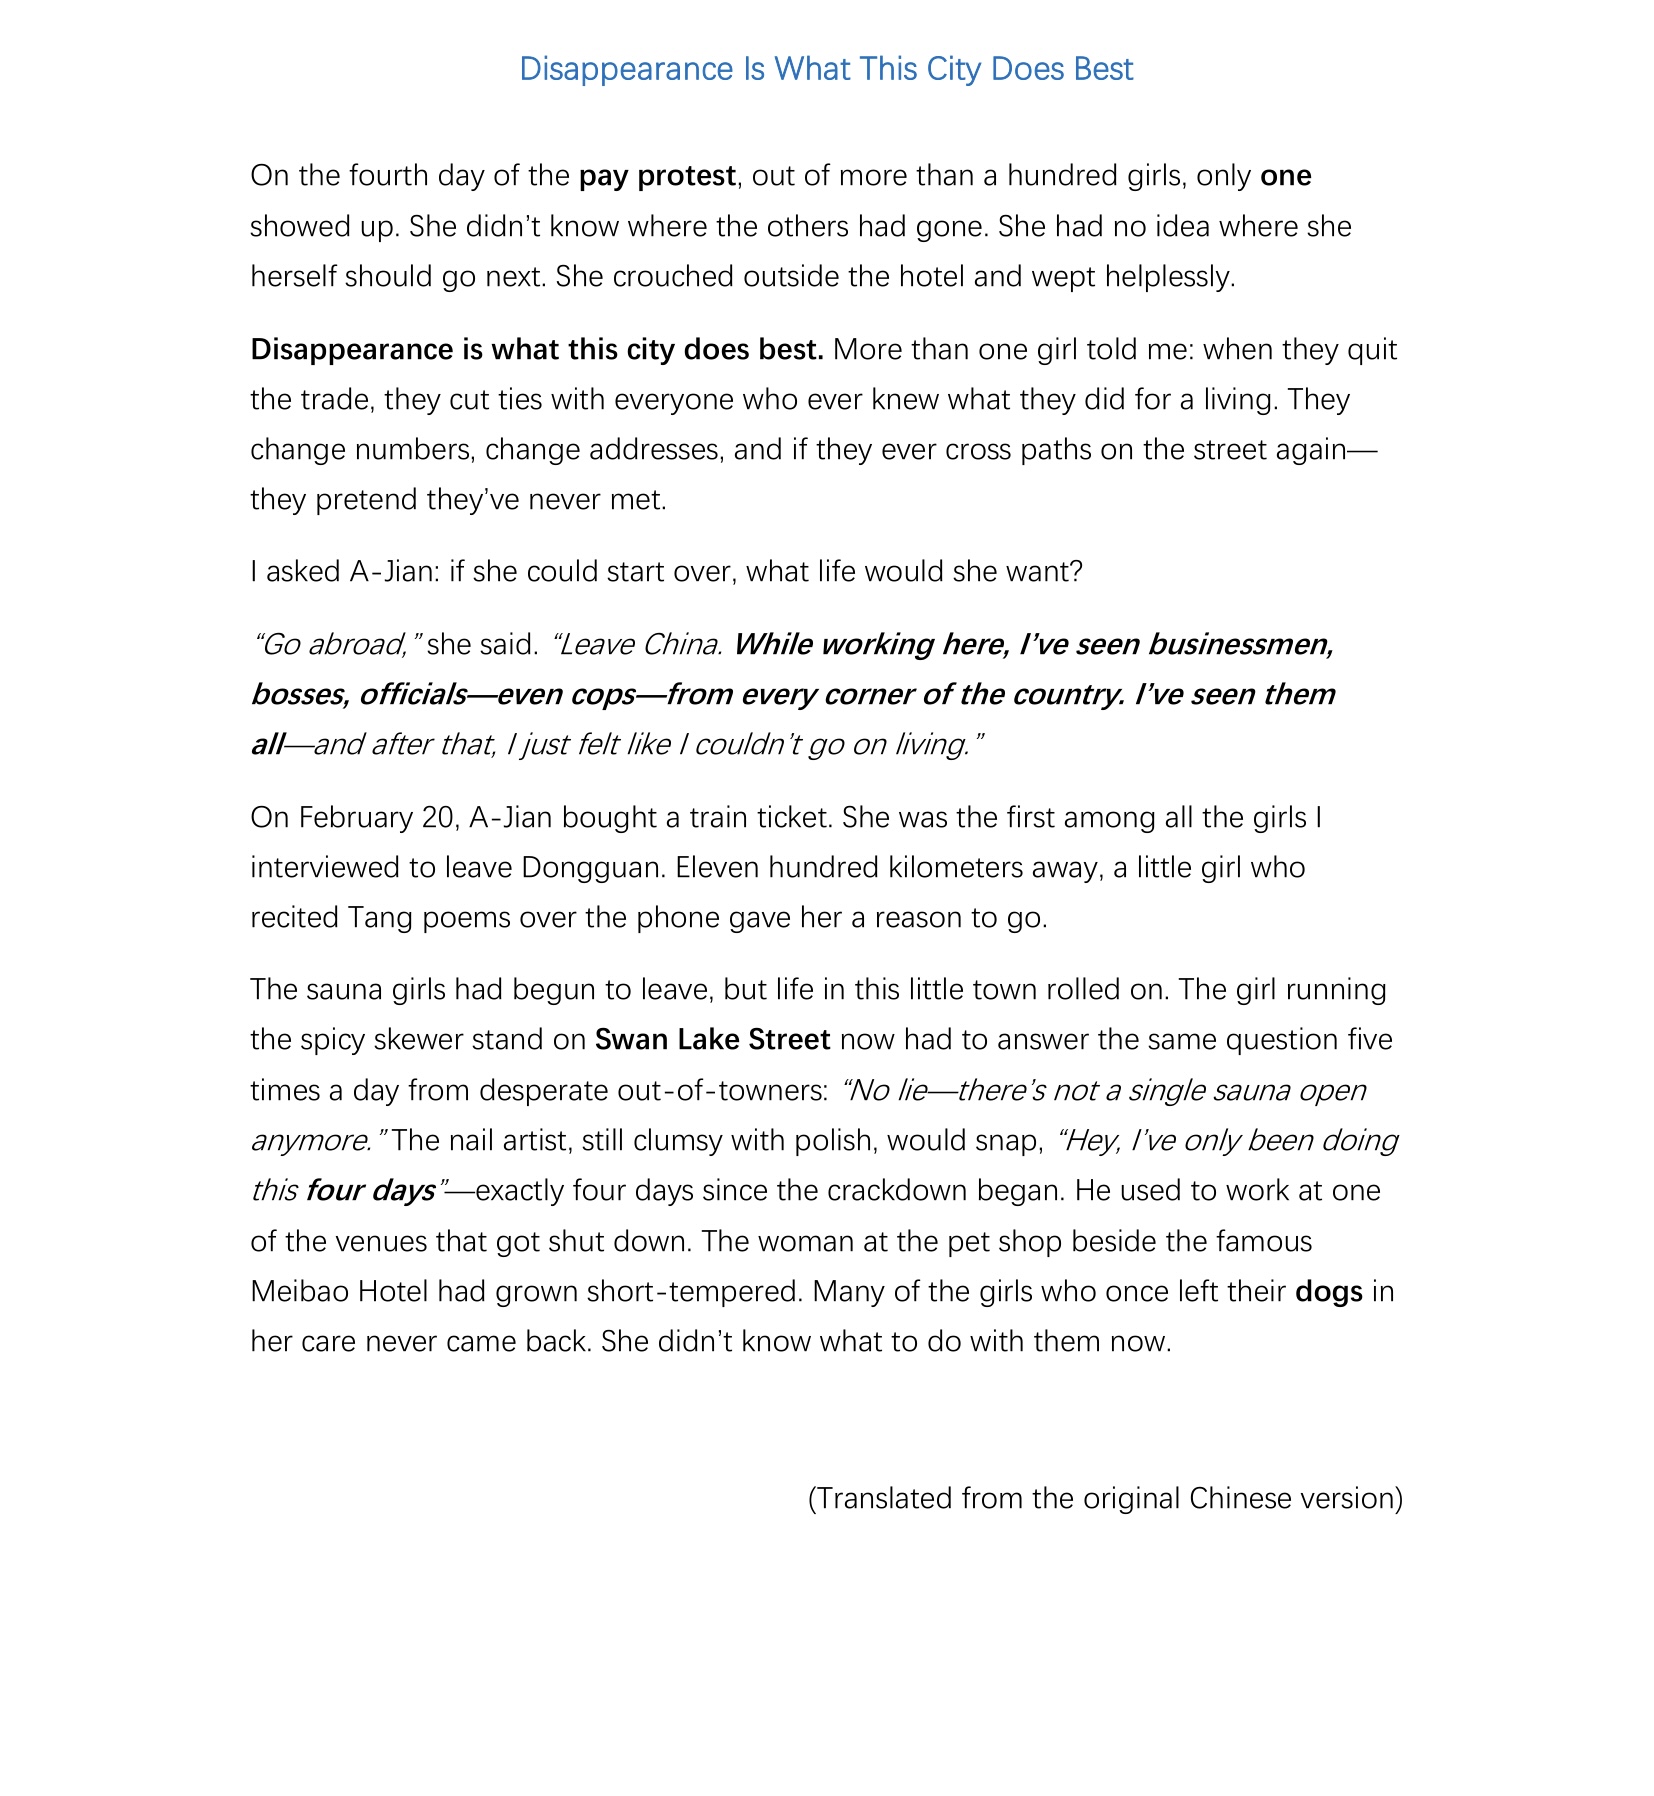 Disappearance Is What This City Does Best
On the fourth day of the pay protest, out of more than a hundred girls, only one
showed up. She didn’t know where the others had gone. She had no idea where she
herself should go next. She crouched outside the hotel and wept helplessly.
Disappearance is what this city does best. More than one girl told me: when they quit
the trade, they cut ties with everyone who ever knew what they did for a living. They
change numbers, change addresses, and if they ever cross paths on the street again—
they pretend they’ve never met.
I asked A-Jian: if she could start over, what life would she want?
“Go abroad,” she said. “Leave China. While working here, I’ve seen businessmen,
bosses, officials—even cops—from every corner of the country. I’ve seen them
all—and after that, I just felt like I couldn’t go on living.”
On February 20, A-Jian bought a train ticket. She was the first among all the girls I
interviewed to leave Dongguan. Eleven hundred kilometers away, a little girl who
recited Tang poems over the phone gave her a reason to go.
The sauna girls had begun to leave, but life in this little town rolled on. The girl running
the spicy skewer stand on Swan Lake Street now had to answer the same question five
times a day from desperate out-of-towners: “No lie—there’s not a single sauna open
anymore.” The nail artist, still clumsy with polish, would snap, “Hey, I’ve only been doing
this four days”—exactly four days since the crackdown began. He used to work at one
of the venues that got shut down. The woman at the pet shop beside the famous
Meibao Hotel had grown short-tempered. Many of the girls who once left their dogs in
her care never came back. She didn’t know what to do with them now.
(Translated from the original Chinese version)